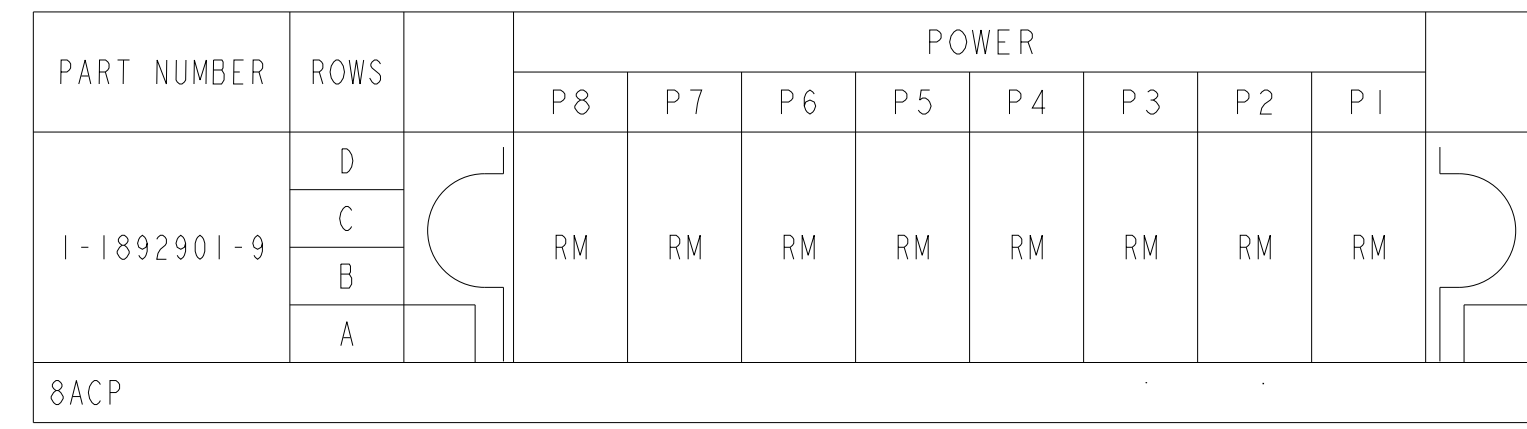 PART NUMBER ROWS POWER
P8 P7 P6 P5 P4 P3 P2 P1
1-1892901-9 D
C
B
A
RM RM RM RM RM RM RM RM
8ACP